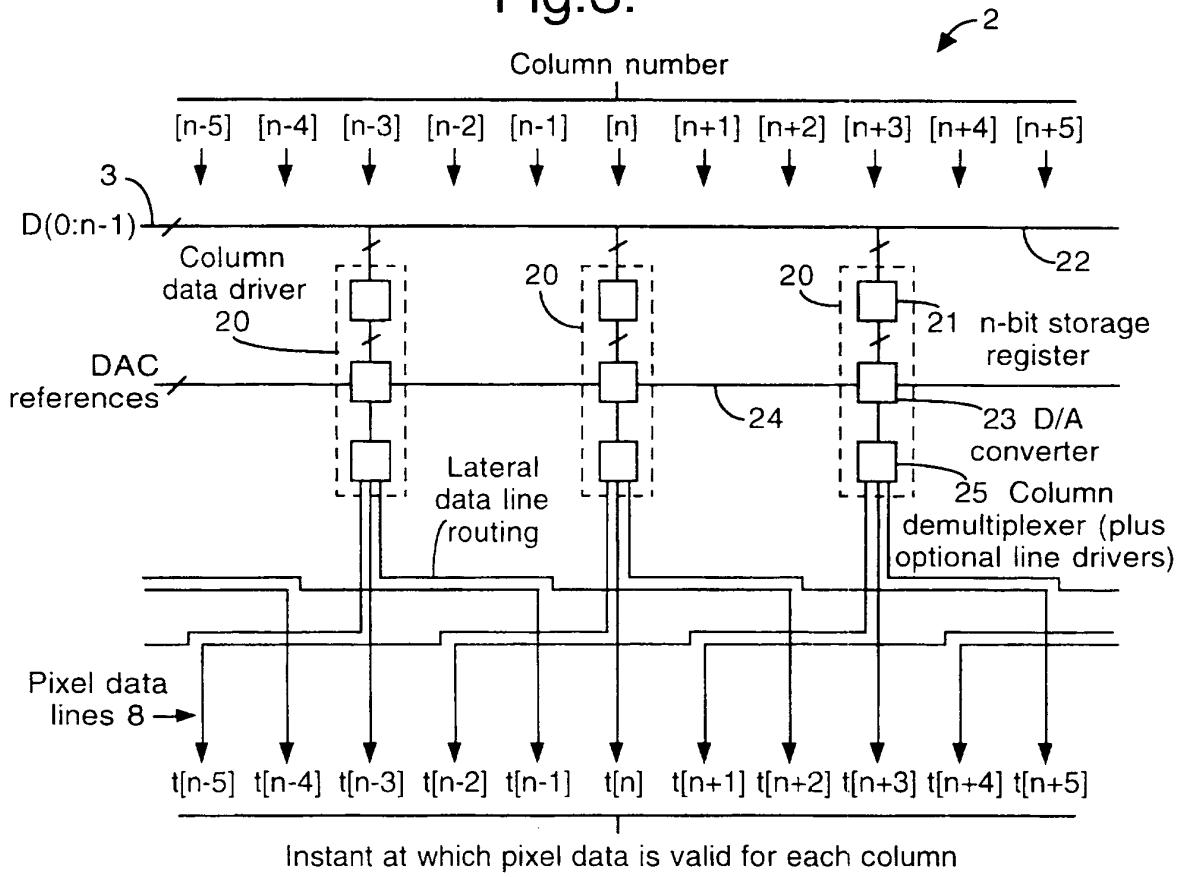 Fig.3.
2
Column number
[n-5] [n-4] [n-3] [n-2] [n-1] [n] [n+1] [n+2] [n+3] [n+4] [n+5]
3
D(0:n-1)
22
Column
data driver
20
20
20
21 n-bit storage
register
DAC
references
24
23 D/A
converter
Lateral
data line
routing
25 Column
demultiplexer (plus
optional line drivers)
Pixel data
lines 8
t[n-5] t[n-4] t[n-3] t[n-2] t[n-1] t[n] t[n+1] t[n+2] t[n+3] t[n+4] t[n+5]
Instant at which pixel data is valid for each column